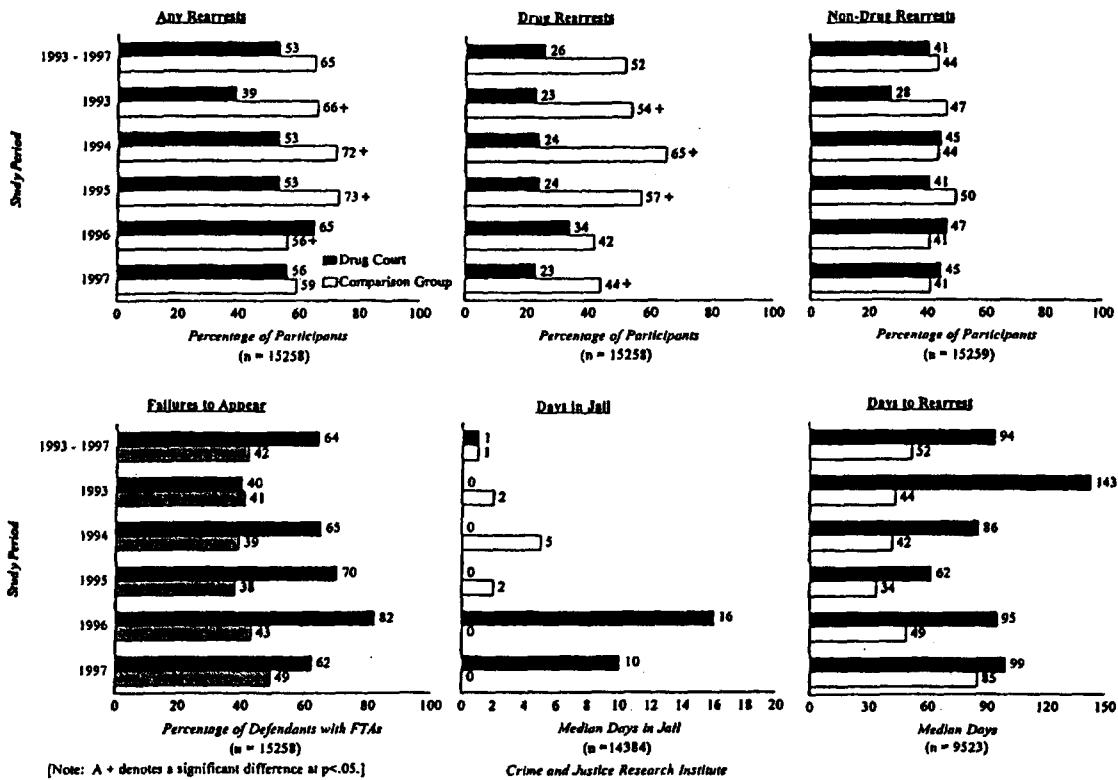 Any Rearrests
Drug Rearrests
Non-Drug Rearrests
Study Period
1993 - 1997
53
65
26
52
41
44
1993
39
66+
23
54+
28
47
1994
53
72+
24
65+
45
44
1995
53
73+
24
57+
41
50
1996
65
56+
34
42
47
41
1997
56
59
23
44+
45
41
Drug Court
Comparison Group
0 20 40 60 80 100
0 20 40 60 80 100
0 20 40 60 80 100
Percentage of Participants
(n = 15258)
Percentage of Participants
(n = 15258)
Percentage of Participants
(n = 15259)
Failures to Appear
Days in Jail
Days to Rearrest
Study Period
1993 - 1997
64
42
1
1
94
52
1993
40
41
0
2
143
44
1994
65
39
0
5
86
42
1995
70
38
0
2
62
34
1996
82
43
16
0
95
49
1997
62
49
10
0
99
85
0 20 40 60 80 100
0 2 4 6 8 10 12 14 16 18 20
0 50 100 150
Percentage of Defendants with FTAs
(n = 15258)
Median Days in Jail
(n = 14384)
Median Days
(n = 9523)
[Note: A + denotes a significant difference at p<.05.]
Crime and Justice Research Institute